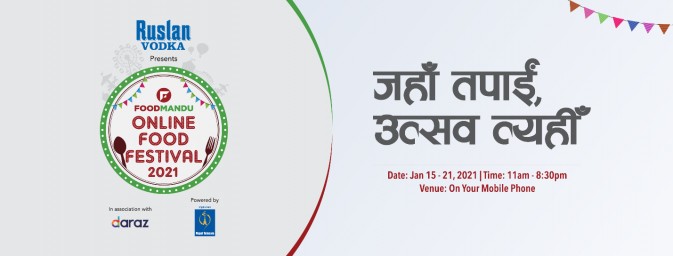 Ruslan
VODKA
Presents
FOODMANDU
ONLINE
FOOD
FESTIVAL
2021
in association with
daraz
Powered by
जहाँ तपाईं,
उत्सव त्यहीँ
Date: Jan 15 - 21, 2021 | Time: 11am - 8:30pm
Venue: On Your Mobile Phone